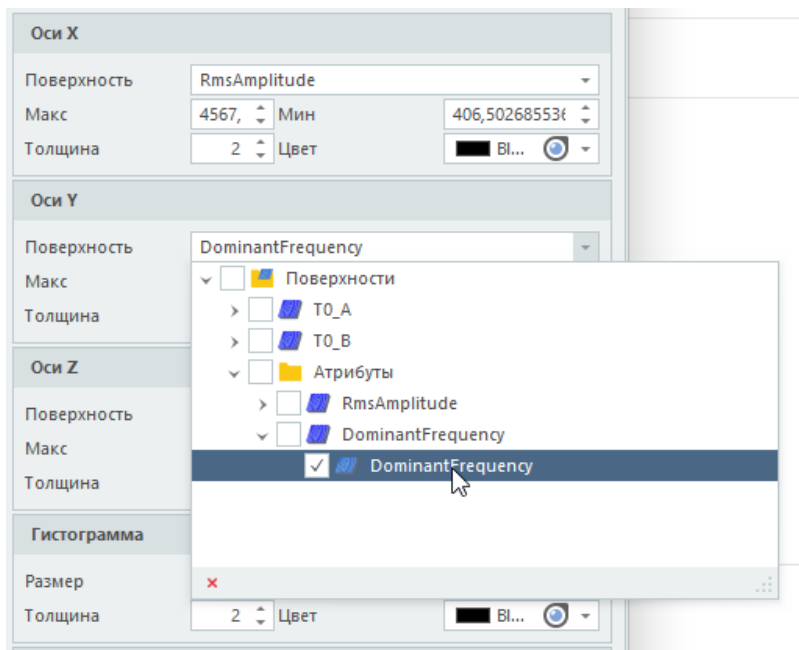 Оси X
Поверхность RmsAmplitude
Макс 4567, Мин 406,502685536
Толщина 2 Цвет Bl...
Оси Y
Поверхность DominantFrequency
Макс
Толщина
Поверхности
T0_A
T0_B
Атрибуты
RmsAmplitude
DominantFrequency
DominantFrequency
Оси Z
Поверхность
Макс
Толщина
Гистограмма
Размер
Толщина 2 Цвет Bl...